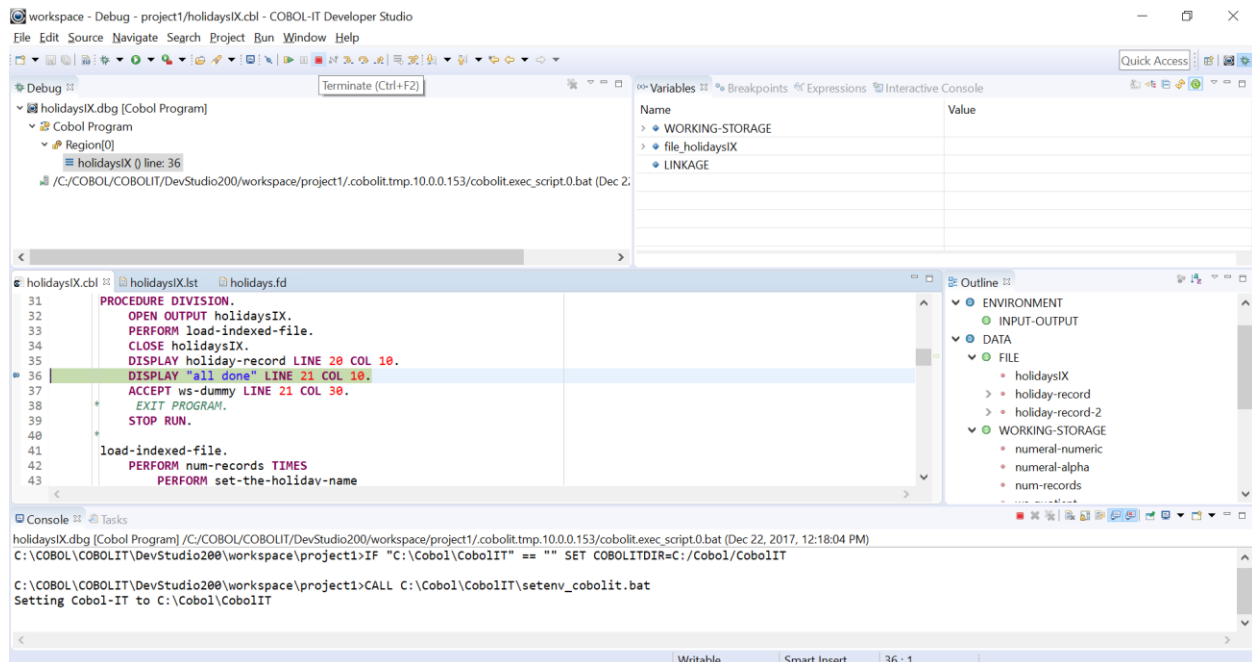 workspace - Debug - project1/holidaysIX.cbl - COBOL-IT Developer Studio
File Edit Source Navigate Search Project Run Window Help
Quick Access
Terminate (Ctrl+F2)
Debug
holidaysIX.dbg [Cobol Program]
Cobol Program
Region[0]
holidaysIX () line: 36
/C:/COBOL/COBOLIT/DevStudio200/workspace/project1/.cobolit.tmp.10.0.0.153/cobolit.exec_script.0.bat (Dec 22
Variables Breakpoints Expressions Interactive Console
Name Value
WORKING-STORAGE
file_holidaysIX
LINKAGE
holidaysIX.cbl holidaysIX.lst holidays.fd
31 PROCEDURE DIVISION.
32 OPEN OUTPUT holidaysIX.
33 PERFORM load-indexed-file.
34 CLOSE holidaysIX.
35 DISPLAY holiday-record LINE 20 COL 10.
36 DISPLAY "all done" LINE 21 COL 10.
37 ACCEPT ws-dummy LINE 21 COL 30.
38 * EXIT PROGRAM.
39 STOP RUN.
40 *
41 load-indexed-file.
42 PERFORM num-records TIMES
43 PERFORM set-the-holiday-name
Outline
ENVIRONMENT
INPUT-OUTPUT
DATA
FILE
holidaysIX
holiday-record
holiday-record-2
WORKING-STORAGE
numeral-numeric
numeral-alpha
num-records
ws-quotient
Console Tasks
holidaysIX.dbg [Cobol Program] /C:/COBOL/COBOLIT/DevStudio200/workspace/project1/.cobolit.tmp.10.0.0.153/cobolit.exec_script.0.bat (Dec 22, 2017, 12:18:04 PM)
C:\COBOL\COBOLIT\DevStudio200\workspace\project1>IF "C:\Cobol\CobolIT" == "" SET COBOLITDIR=C:/Cobol/CobolIT
C:\COBOL\COBOLIT\DevStudio200\workspace\project1>CALL C:\Cobol\CobolIT\setenv_cobolit.bat
Setting Cobol-IT to C:\Cobol\CobolIT
Writable Smart Insert 36 : 1